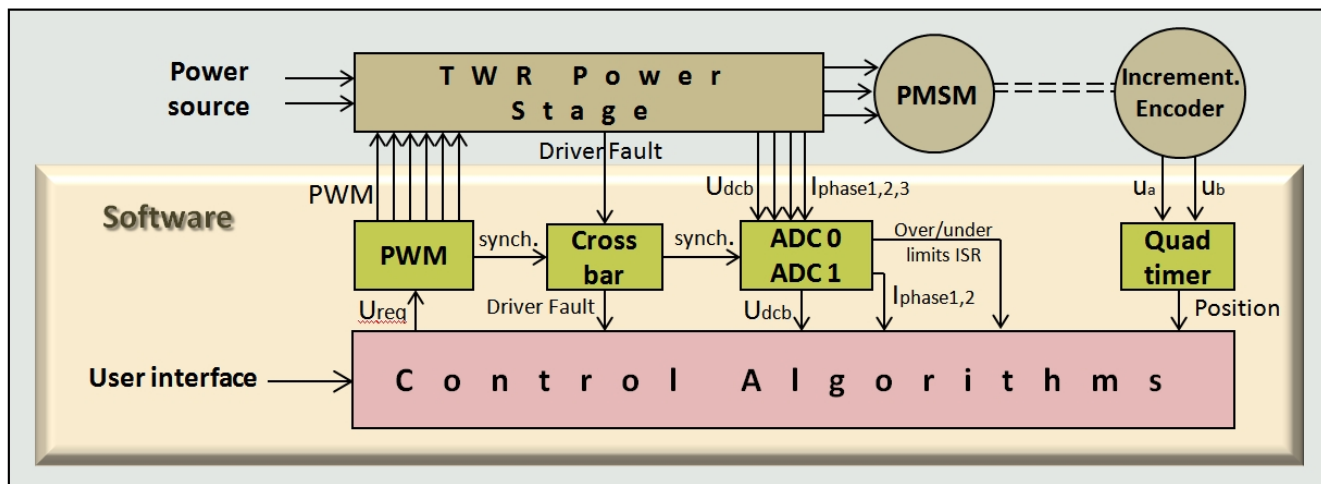 Power
source
T W R P o w e r
S t a g e
PMSM
Increment.
Encoder
Driver Fault
PWM
Udcb
Iphase1,2,3
ua
ub
Software
PWM
synch.
Cross
bar
synch.
ADC 0
ADC 1
Over/under
limits ISR
Quad
timer
Ureq
Driver Fault
Udcb
Iphase1,2
Position
User interface
C o n t r o l A l g o r i t h m s